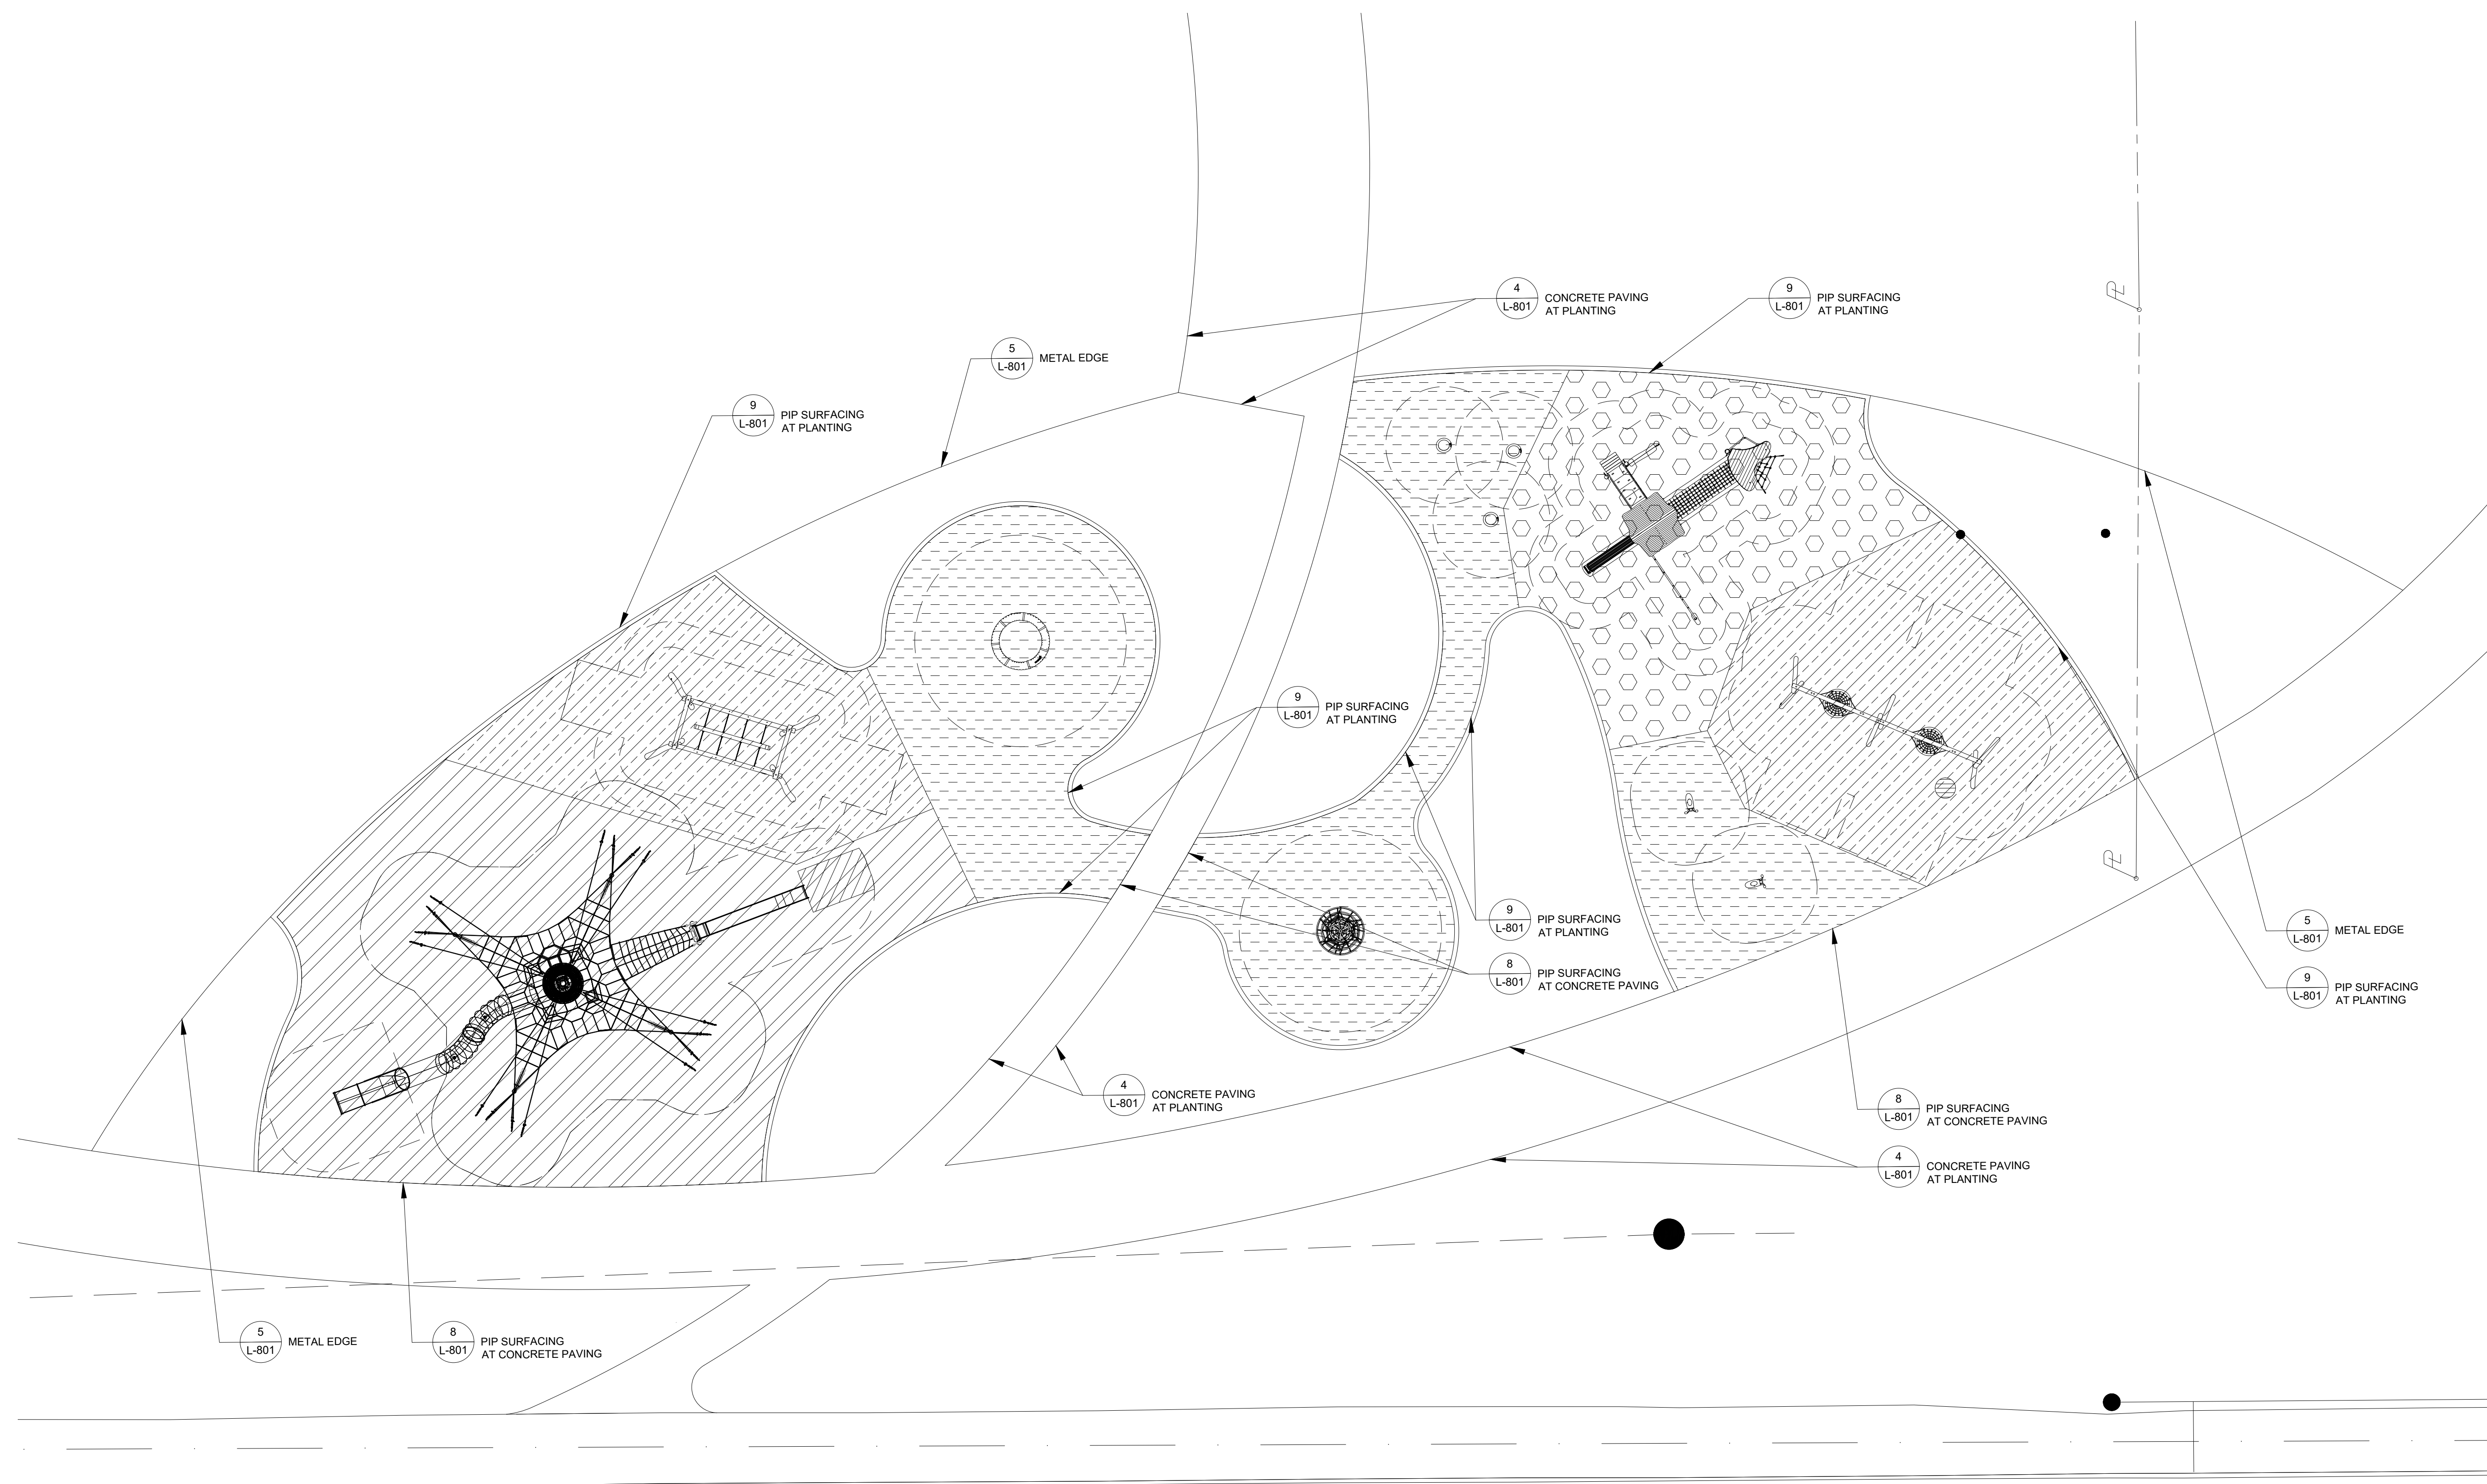 4
L-801
CONCRETE PAVING
AT PLANTING
9
L-801
PIP SURFACING
AT PLANTING
5
L-801
METAL EDGE
9
L-801
PIP SURFACING
AT PLANTING
9
L-801
PIP SURFACING
AT PLANTING
9
L-801
PIP SURFACING
AT PLANTING
8
L-801
PIP SURFACING
AT CONCRETE PAVING
5
L-801
METAL EDGE
9
L-801
PIP SURFACING
AT PLANTING
4
L-801
CONCRETE PAVING
AT PLANTING
8
L-801
PIP SURFACING
AT CONCRETE PAVING
4
L-801
CONCRETE PAVING
AT PLANTING
5
L-801
METAL EDGE
8
L-801
PIP SURFACING
AT CONCRETE PAVING